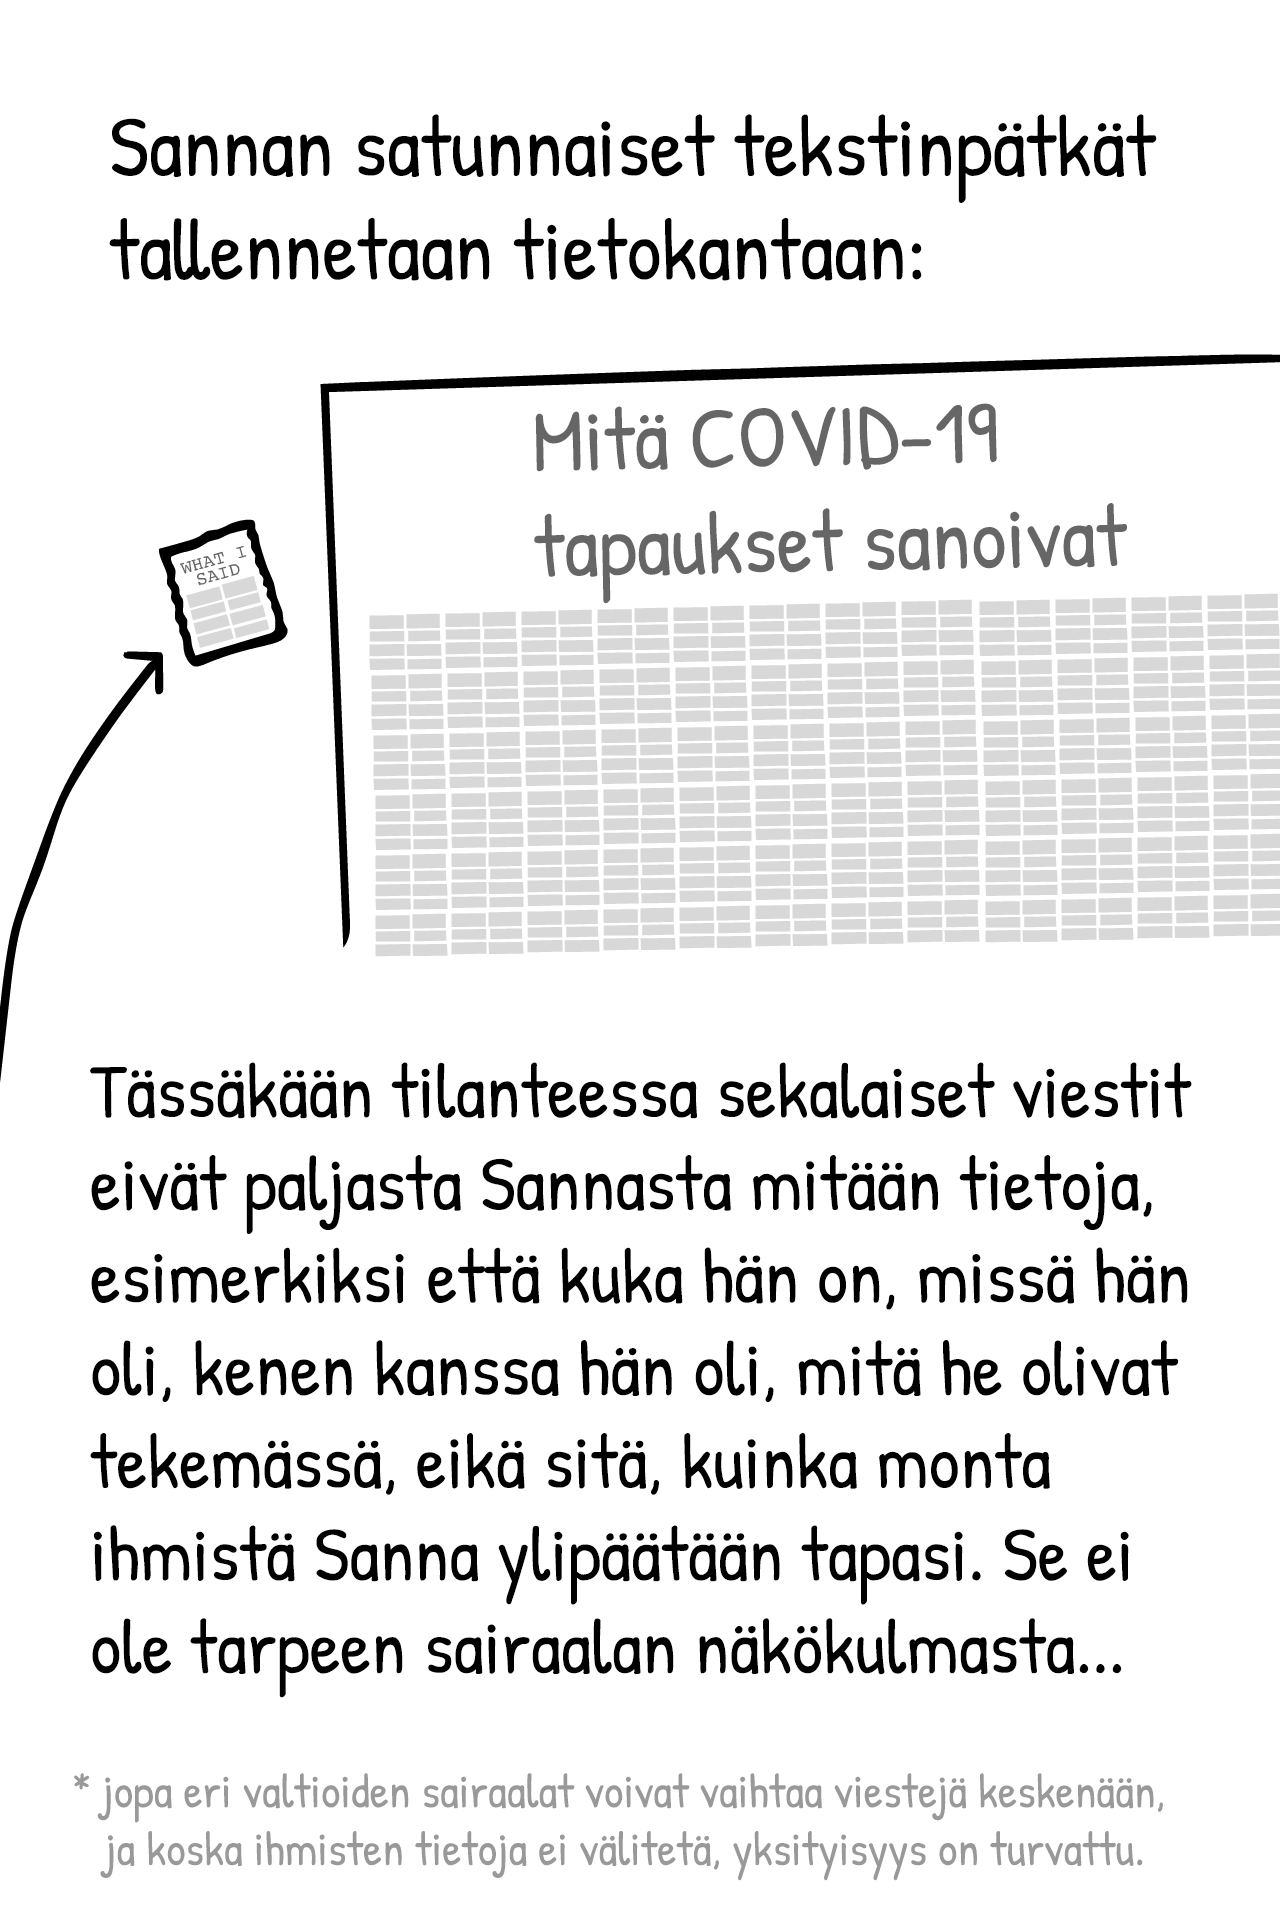 Sannan satunnaiset tekstinpätkät
tallennetaan tietokantaan:
Mitä COVID-19
tapaukset sanoivat
WHAT I
SAID
Tässäkään tilanteessa sekalaiset viestit
eivät paljasta Sannasta mitään tietoja,
esimerkiksi että kuka hän on, missä hän
oli, kenen kanssa hän oli, mitä he olivat
tekemässä, eikä sitä, kuinka monta
ihmistä Sanna ylipäätään tapasi. Se ei
ole tarpeen sairaalan näkökulmasta...
* jopa eri valtioiden sairaalat voivat vaihtaa viestejä keskenään,
ja koska ihmisten tietoja ei välitetä, yksityisyys on turvattu.